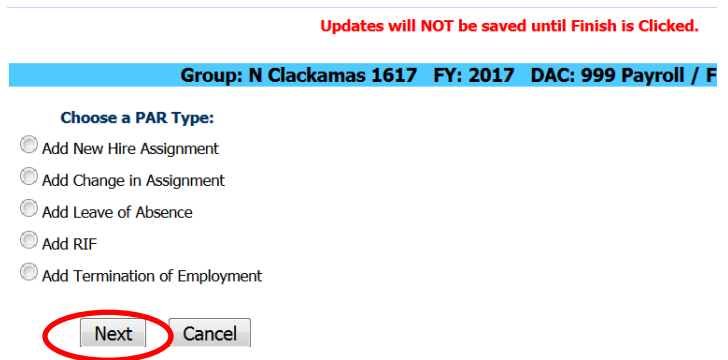 Updates will NOT be saved until Finish is Clicked.
Group: N Clackamas 1617 FY: 2017 DAC: 999 Payroll / F
Choose a PAR Type:
Add New Hire Assignment
Add Change in Assignment
Add Leave of Absence
Add RIF
Add Termination of Employment
Next Cancel